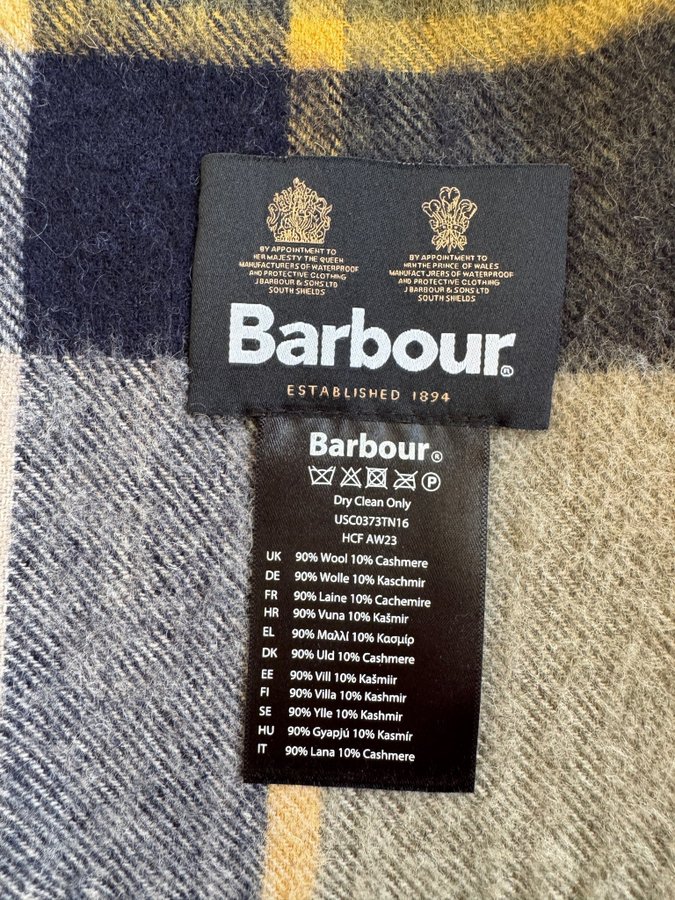 BY APPOINTMENT TO
HER MAJESTY THE QUEEN
MANUFACTURERS OF WATERPROOF
AND PROTECTIVE CLOTHING
J BARBOUR & SONS LTD
SOUTH SHIELDS
BY APPOINTMENT TO
HRH THE PRINCE OF WALES
MANUFACTURERS OF WATERPROOF
AND PROTECTIVE CLOTHING
J BARBOUR & SONS LTD
SOUTH SHIELDS
Barbour®
ESTABLISHED 1894
Barbour®
P
Dry Clean Only
USC0373TN16
HCF AW23
UK 90% Wool 10% Cashmere
DE 90% Wolle 10% Kaschmir
FR 90% Laine 10% Cachemire
HR 90% Vuna 10% Kašmir
EL 90% Μαλλί 10% Κασμίρ
DK 90% Uld 10% Cashmere
EE 90% Vill 10% Kašmiir
FI 90% Villa 10% Kashmir
SE 90% Ylle 10% Kashmir
HU 90% Gyapjú 10% Kasmír
IT 90% Lana 10% Cashmere